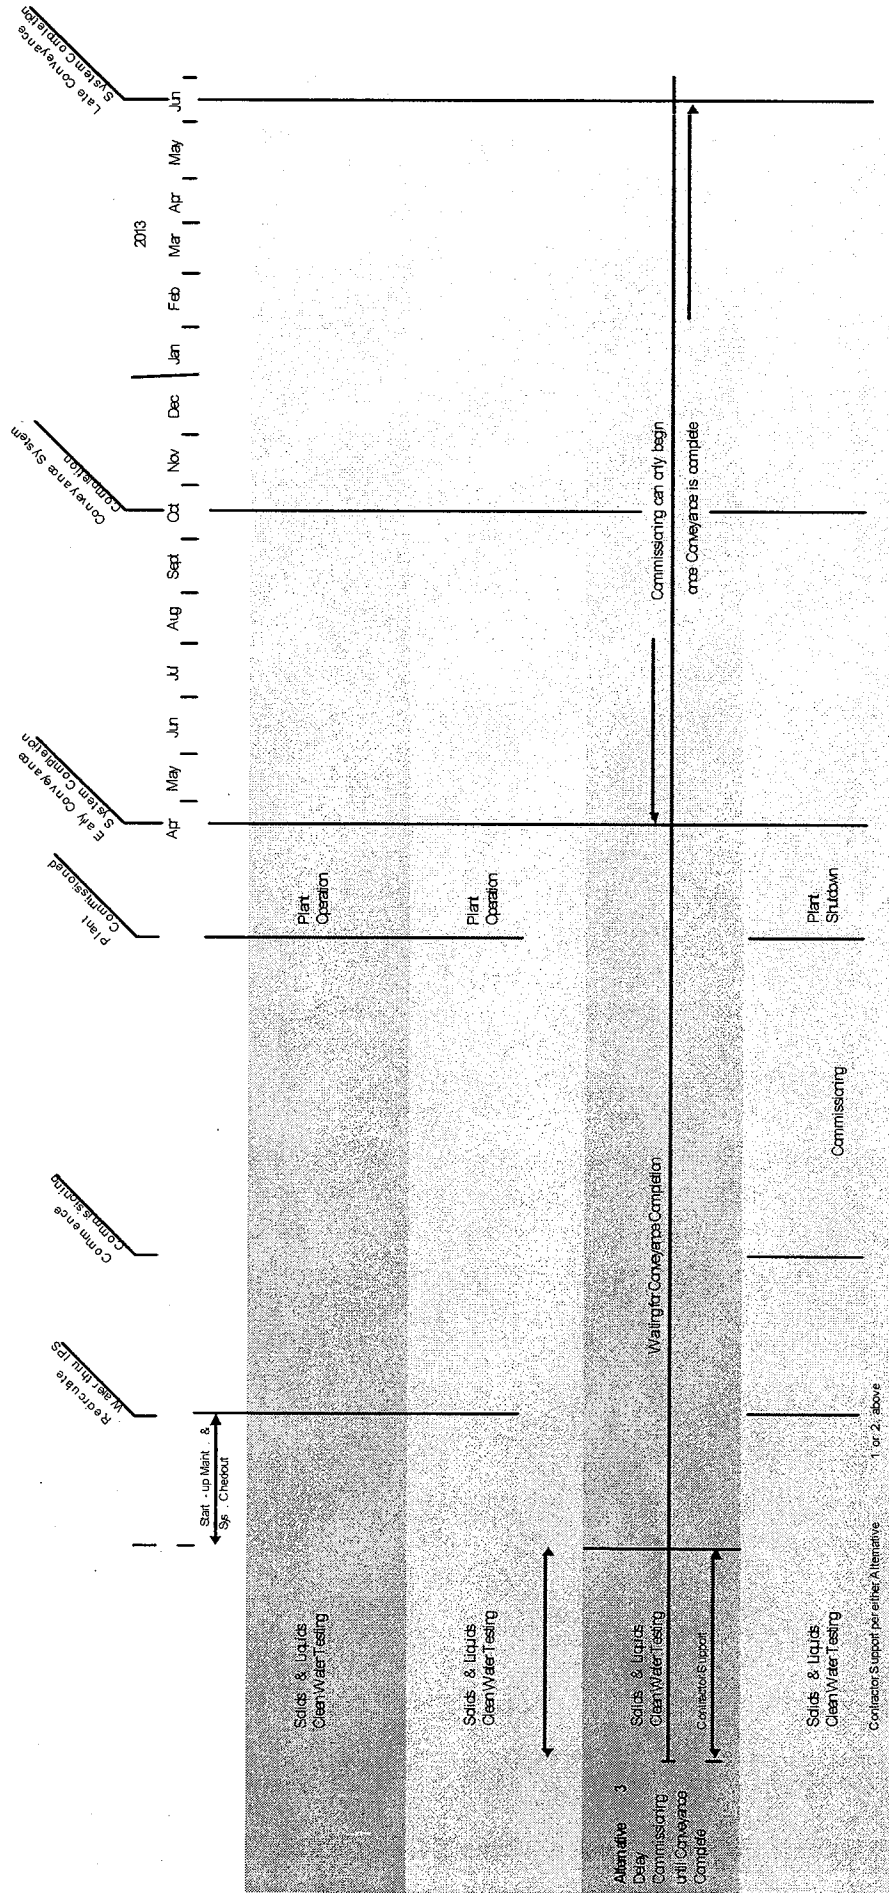 Recirculate
Water thru IPS
Commence
Commissioning
Plant
Commissioned
Early Conveyance
System Completion
Conveyance System
Completion
Late Conveyance
System Completion
2013
Apr May Jun Jul Aug Sept Oct Nov Dec Jan Feb Mar Apr May Jun
Start - up Maint &
Sys . Checkout
Solids & Liquids
Clean Water Testing
Plant
Operation
Solids & Liquids
Clean Water Testing
Plant
Operation
Alternative 3
Delay
Commissioning
until Conveyance
Complete
Solids & Liquids
Clean Water Testing
Contractor Support
Waiting for Conveyance Completion
Commissioning can only begin
once Conveyance is complete
Solids & Liquids
Clean Water Testing
Commissioning
Plant
Shutdown
Contractor Support per either Alternative 1 or 2, above